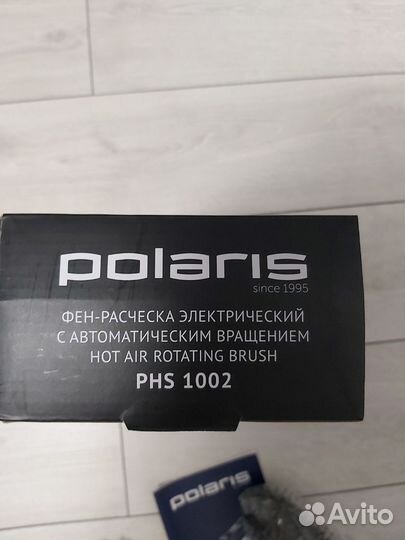 polaris
since 1995
ФЕН-РАСЧЕСКА ЭЛЕКТРИЧЕСКИЙ
С АВТОМАТИЧЕСКИМ ВРАЩЕНИЕМ
HOT AIR ROTATING BRUSH
PHS 1002
polaris
Avito